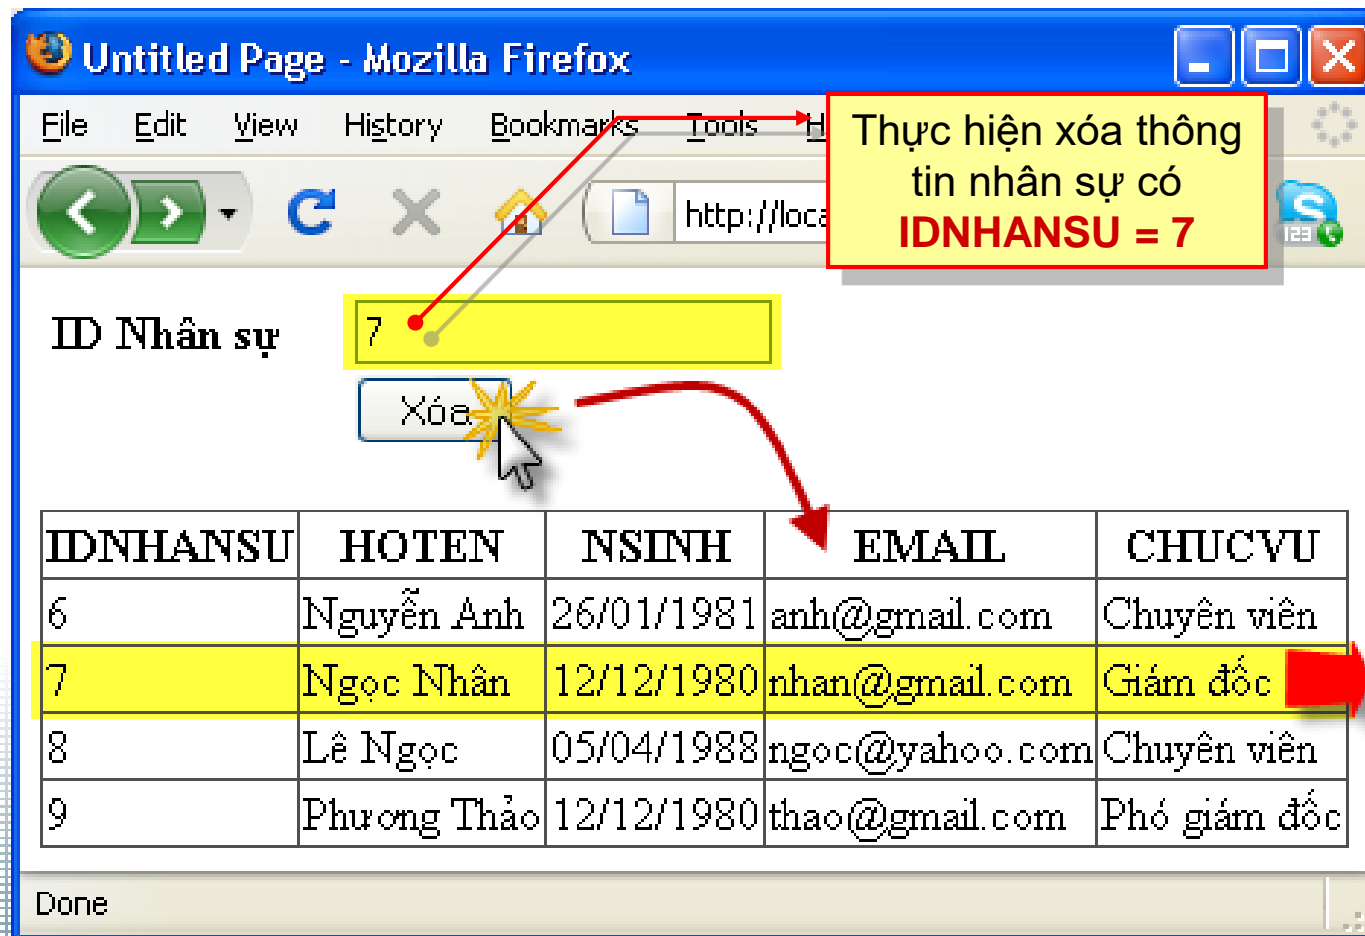 Untitled Page - Mozilla Firefox
File Edit View History Bookmarks Tools H
Thực hiện xóa thông
tin nhân sự có
IDNHANSU = 7
http://loca
123
ID Nhân sự 7
Xóa
IDNHANSU HOTEN NSINH EMAIL CHUCVU
6 Nguyễn Anh 26/01/1981 anh@gmail.com Chuyên viên
7 Ngọc Nhân 12/12/1980 nhan@gmail.com Giám đốc
8 Lê Ngọc 05/04/1988 ngoc@yahoo.com Chuyên viên
9 Phương Thảo 12/12/1980 thao@gmail.com Phó giám đốc
Done